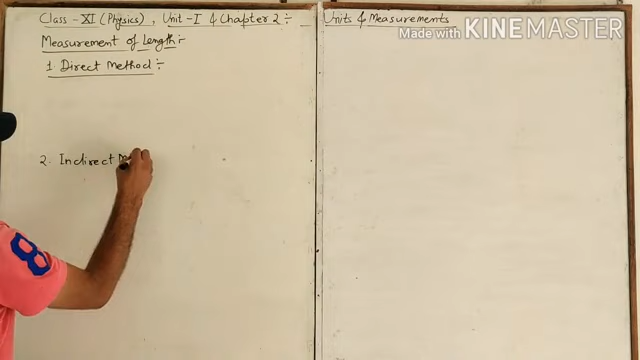 Class - XI (Physics), Unit - I & Chapter 2 :- Units & Measurements
Made with KINEMASTER
Measurement of Length :-
1 Direct Method :-
2. Indirect
8